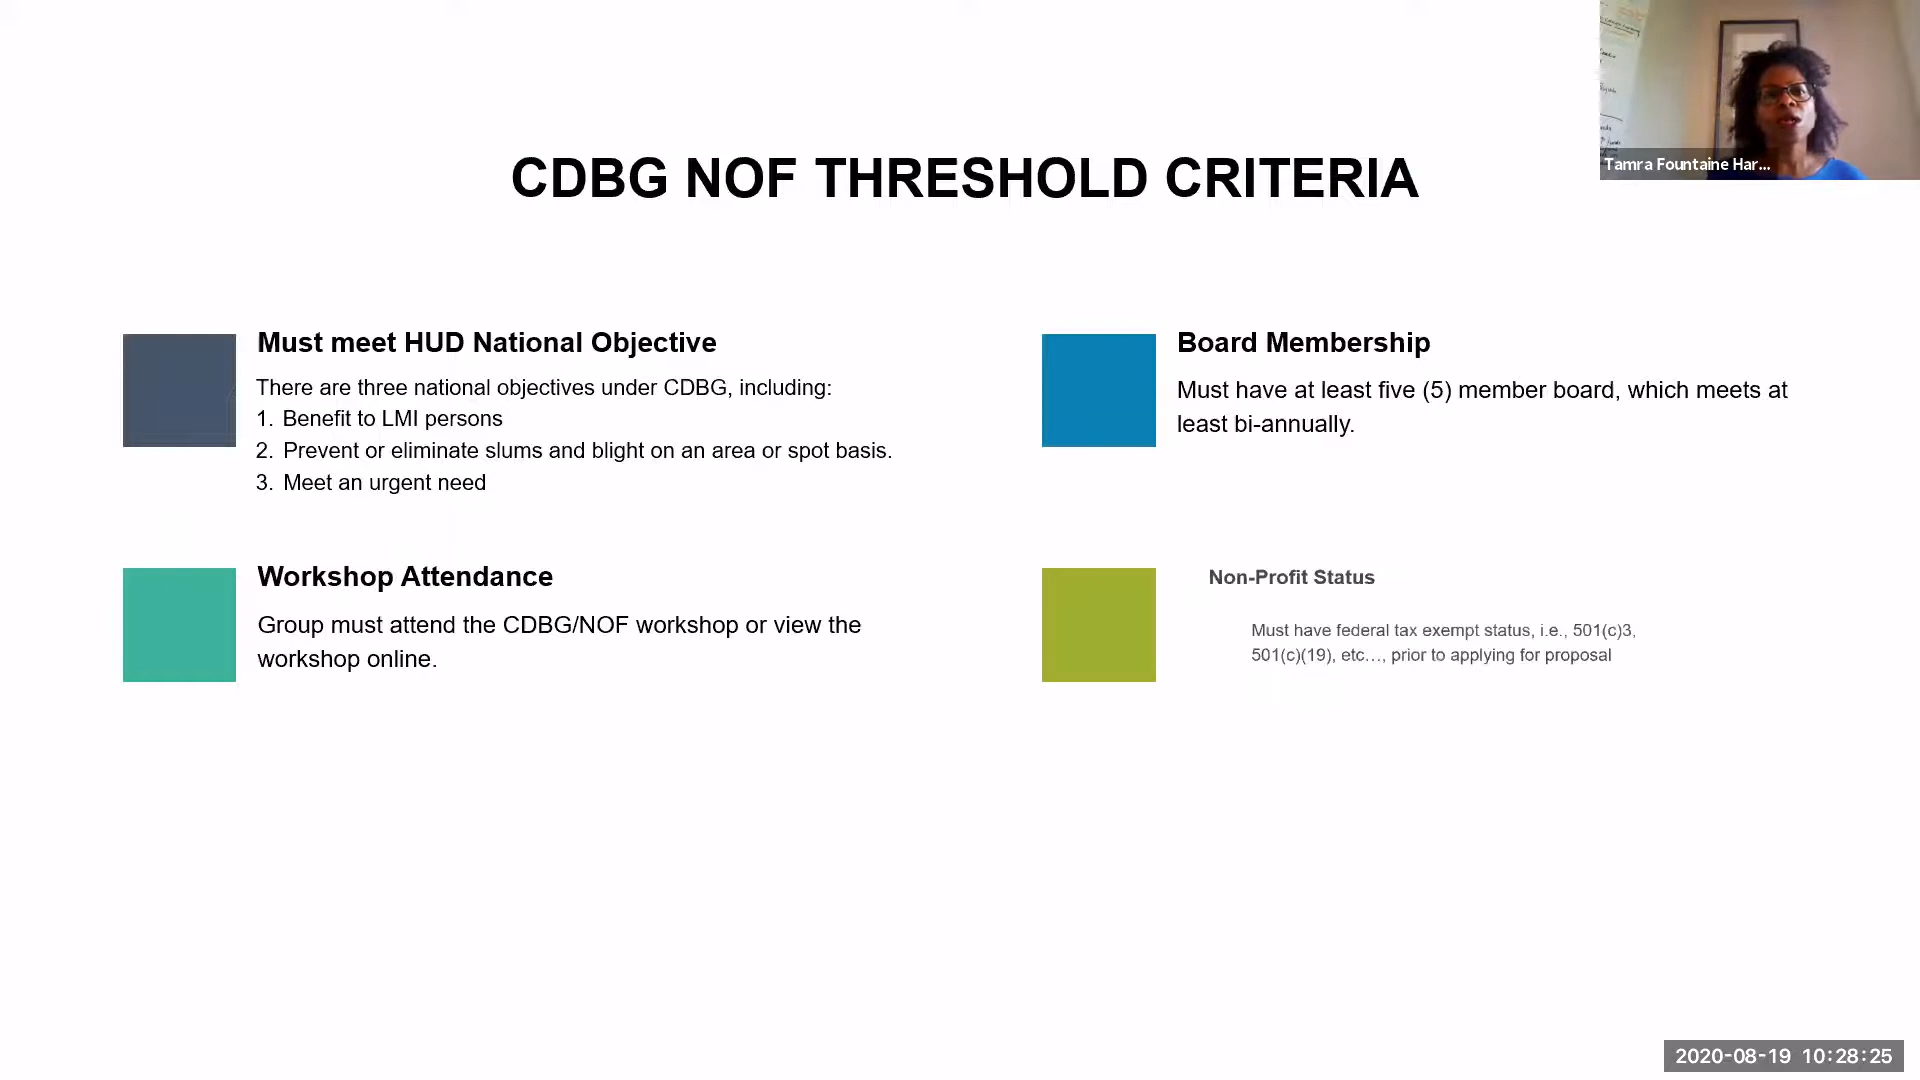 CDBG NOF THRESHOLD CRITERIA
Tamra Fountaine Har...
Must meet HUD National Objective
There are three national objectives under CDBG, including:
1. Benefit to LMI persons
2. Prevent or eliminate slums and blight on an area or spot basis.
3. Meet an urgent need
Board Membership
Must have at least five (5) member board, which meets at
least bi-annually.
Workshop Attendance
Group must attend the CDBG/NOF workshop or view the
workshop online.
Non-Profit Status
Must have federal tax exempt status, i.e., 501(c)3,
501(c)(19), etc…, prior to applying for proposal
2020-08-19 10:28:25